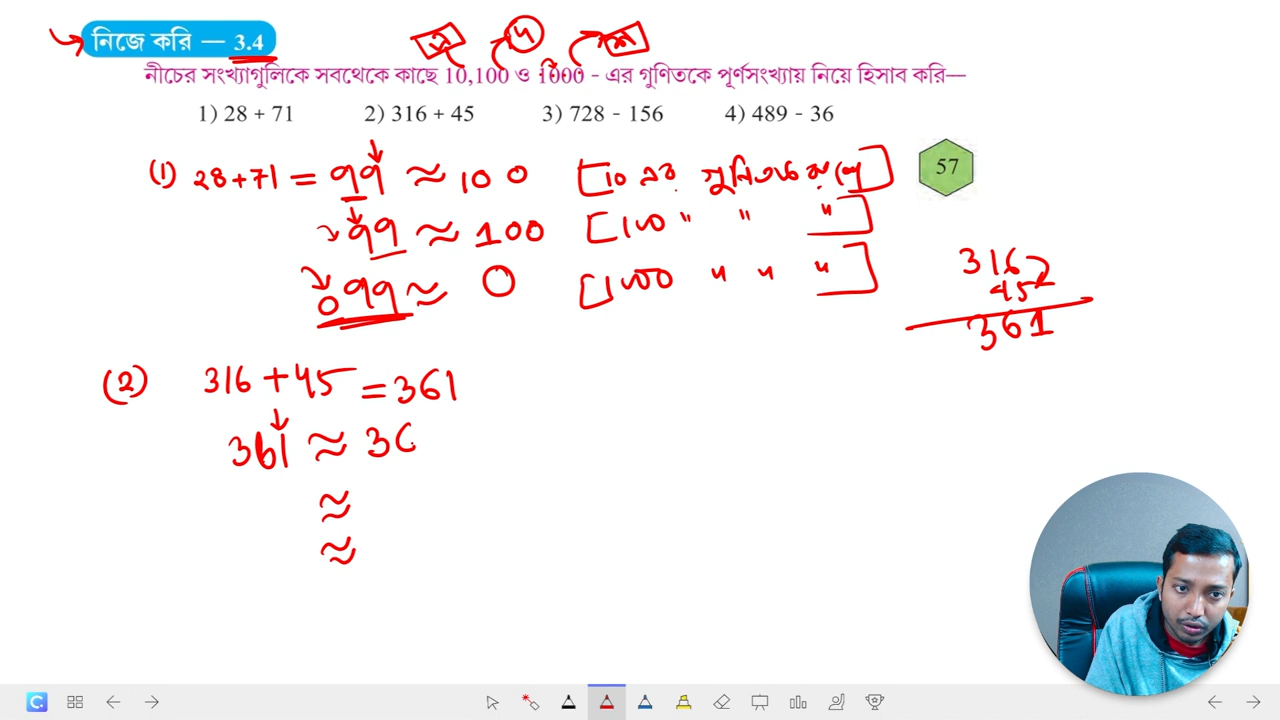 নিজে করি — 3.4
এ দ শ
নীচের সংখ্যাগুলিকে সবথেকে কাছে 10,100 ও 1000 - এর গুণিতকে পূর্ণসংখ্যায় নিয়ে হিসাব করি—
1) 28 + 71 2) 316 + 45 3) 728 - 156 4) 489 - 36
57
(1) 28+71 = 99 ≈ 100 [10 এর গুনিতকে
99 ≈ 100 [100 " " " ]
099 ≈ 0 [ " " " ]
316
45
361
(2) 316 + 45 = 361
361 ≈ 36
≈
≈